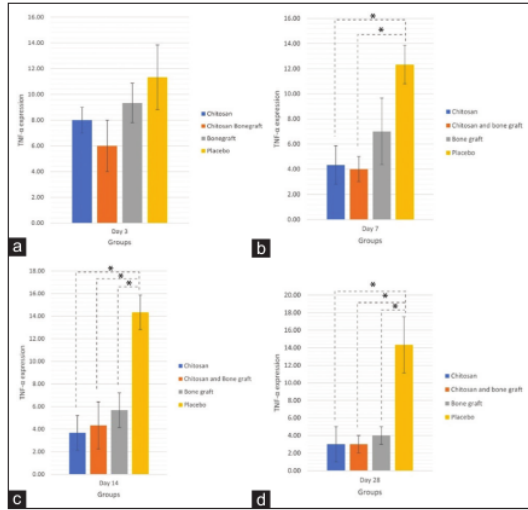 16.00
14.00
12.00
10.00
8.00
6.00
4.00
2.00
0.00
TNF-α expression
Day 3
Groups
Chitosan
Chitosan Bonegraft
Bonegraft
Placebo
a
16.00
14.00
12.00
10.00
8.00
6.00
4.00
2.00
0.00
TNF-α expression
*
*
Day 7
Groups
Chitosan
Chitosan and bone graft
Bone graft
Placebo
b
18.00
16.00
14.00
12.00
10.00
8.00
6.00
4.00
2.00
0.00
TNF-α expression
*
*
*
Day 14
Groups
Chitosan
Chitosan and Bone graft
Bone graft
Placebo
c
20.00
18.00
16.00
14.00
12.00
10.00
8.00
6.00
4.00
2.00
0.00
TNF-α expression
*
*
*
Day 28
Groups
Chitosan
Chitosan and bone graft
Bone graft
Placebo
d